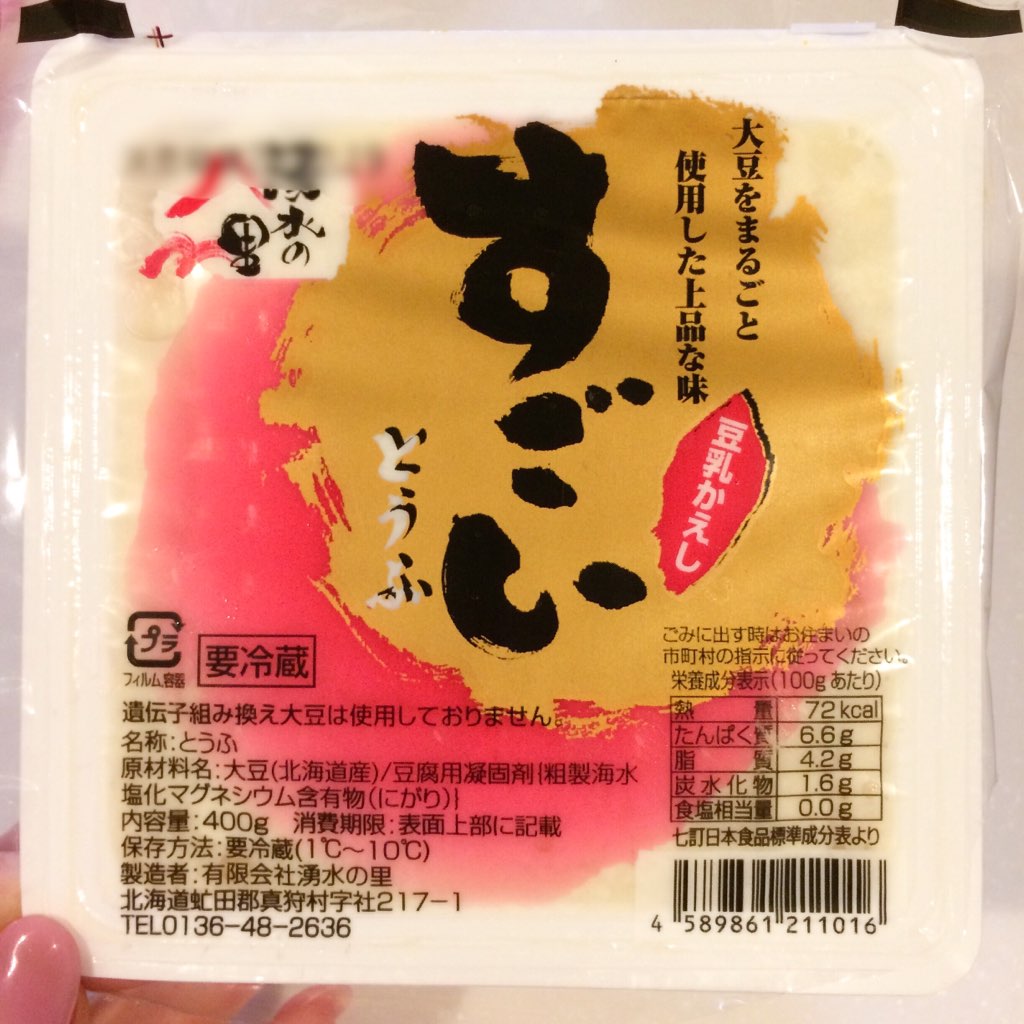 湧水の
里
すごい
とうふ
大豆をまるごと
使用した上品な味
豆乳かえし
プラ
フィルム,容器
要冷蔵
遺伝子組み換え大豆は使用しておりません。
名称:とうふ
原材料名:大豆(北海道産)/豆腐用凝固剤{粗製海水
塩化マグネシウム含有物(にがり)}
内容量:400g 消費期限:表面上部に記載
保存方法:要冷蔵(1℃〜10℃)
製造者:有限会社湧水の里
北海道虻田郡真狩村字社217-1
TEL0136-48-2636
ごみに出す時はお住まいの
市町村の指示に従ってください。
栄養成分表示(100gあたり)
熱量 72kcal
たんぱく質 6.6g
脂質 4.2g
炭水化物 1.6g
食塩相当量 0.0g
七訂日本食品標準成分表より
4 589861 211016